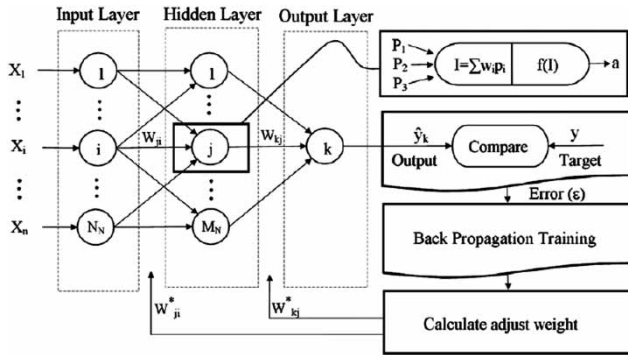 Input Layer Hidden Layer Output Layer
P1
P2
P3
I=∑wipi
f(I)
a
X1
1
1
Xi
i
Wji
j
Wkj
k
ŷk
Output
Compare
y
Target
Error (ε)
Xn
NN
MN
Back Propagation Training
W*ji
W*kj
Calculate adjust weight